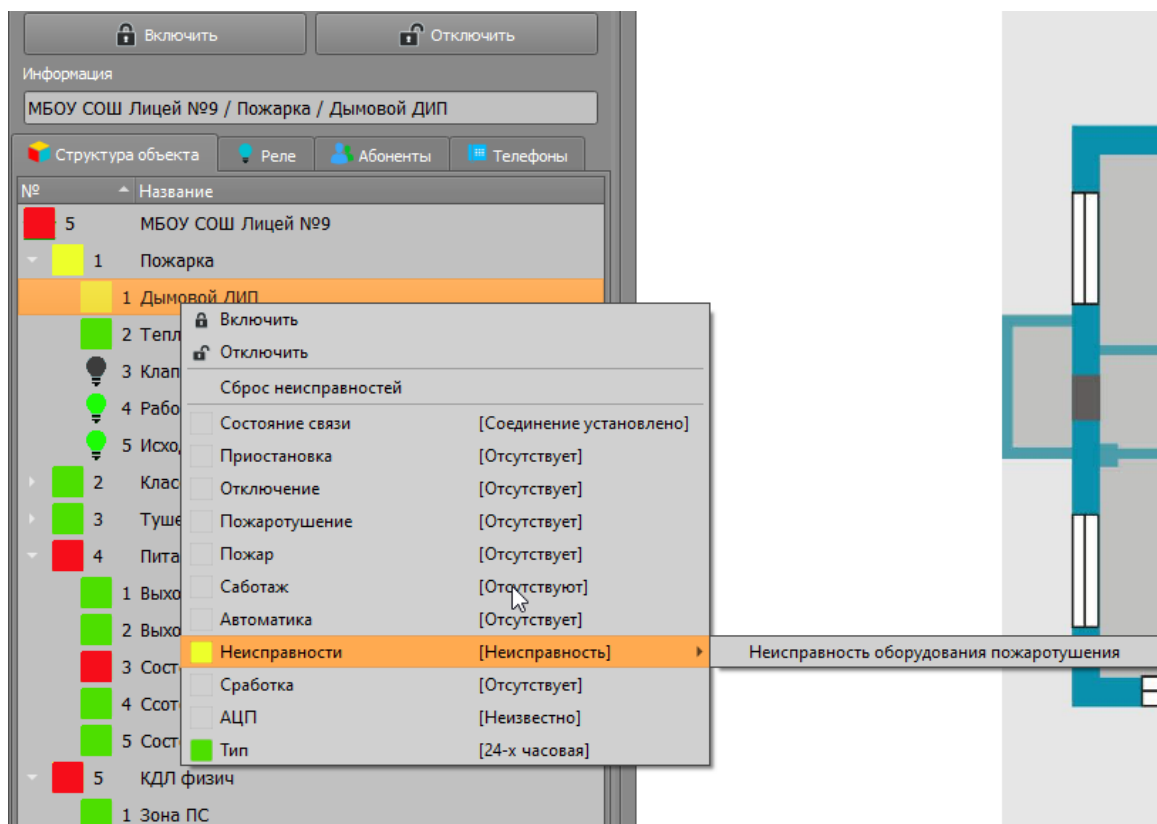 Включить Отключить
Информация
МБОУ СОШ Лицей №9 / Пожарка / Дымовой ДИП
Структура объекта Реле Абоненты Телефоны
№ Название
5 МБОУ СОШ Лицей №9
1 Пожарка
1 Дымовой ДИП
Включить
2 Тепл
Отключить
3 Клап
Сброс неисправностей
4 Рабо
Состояние связи [Соединение установлено]
5 Исхо
Приостановка [Отсутствует]
2 Клас
Отключение [Отсутствует]
3 Туше
Пожаротушение [Отсутствует]
4 Пита
Пожар [Отсутствует]
1 Выхо
Саботаж [Отсутствуют]
2 Выхо
Автоматика [Отсутствует]
Неисправности [Неисправность] Неисправность оборудования пожаротушения
3 Сост
Сработка [Отсутствует]
4 Ссот
АЦП [Неизвестно]
5 Сост
Тип [24-х часовая]
5 КДЛ физич
1 Зона ПС